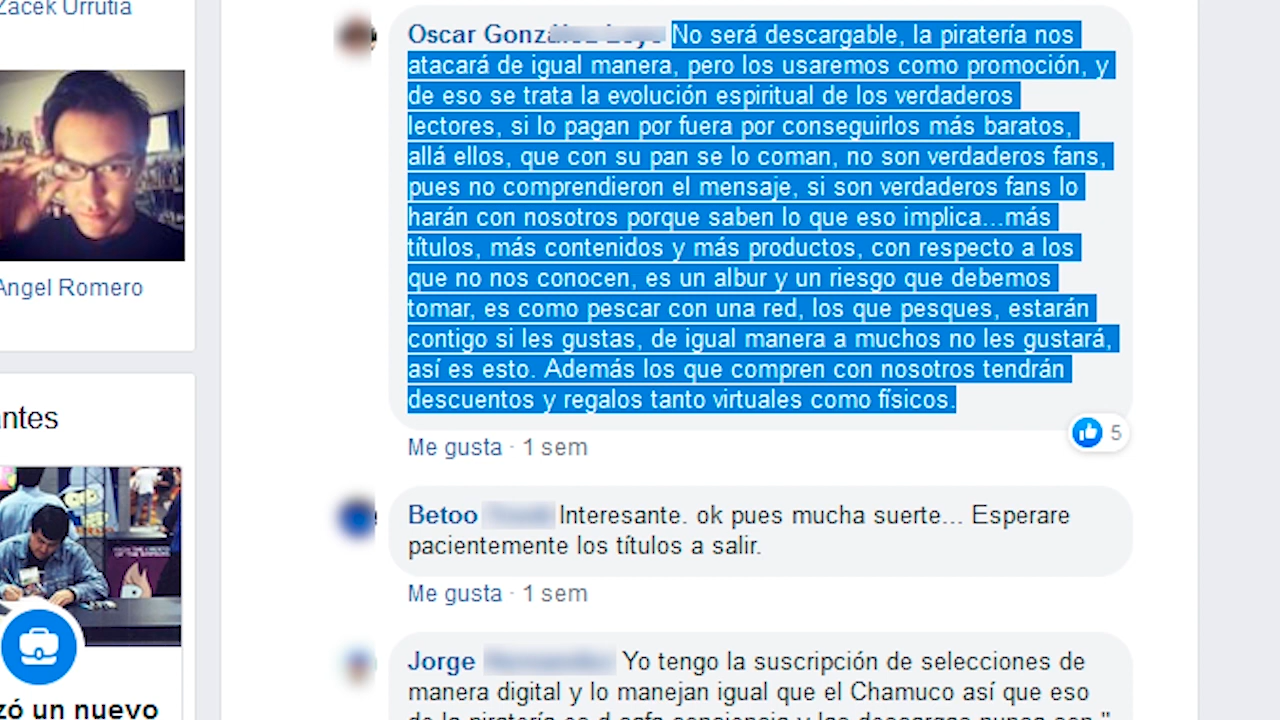 Zacek Urrutia
Angel Romero
antes
zó un nuevo
Oscar González No será descargable, la piratería nos
atacará de igual manera, pero los usaremos como promoción, y
de eso se trata la evolución espiritual de los verdaderos
lectores, si lo pagan por fuera por conseguirlos más baratos,
allá ellos, que con su pan se lo coman, no son verdaderos fans,
pues no comprendieron el mensaje, si son verdaderos fans lo
harán con nosotros porque saben lo que eso implica...más
títulos, más contenidos y más productos, con respecto a los
que no nos conocen, es un albur y un riesgo que debemos
tomar, es como pescar con una red, los que pesques, estarán
contigo si les gustas, de igual manera a muchos no les gustará,
así es esto. Además los que compren con nosotros tendrán
descuentos y regalos tanto virtuales como físicos.
5
Me gusta · 1 sem
Betoo Interesante. ok pues mucha suerte... Esperare
pacientemente los títulos a salir.
Me gusta · 1 sem
Jorge Yo tengo la suscripción de selecciones de
manera digital y lo manejan igual que el Chamuco así que eso
de la piratería